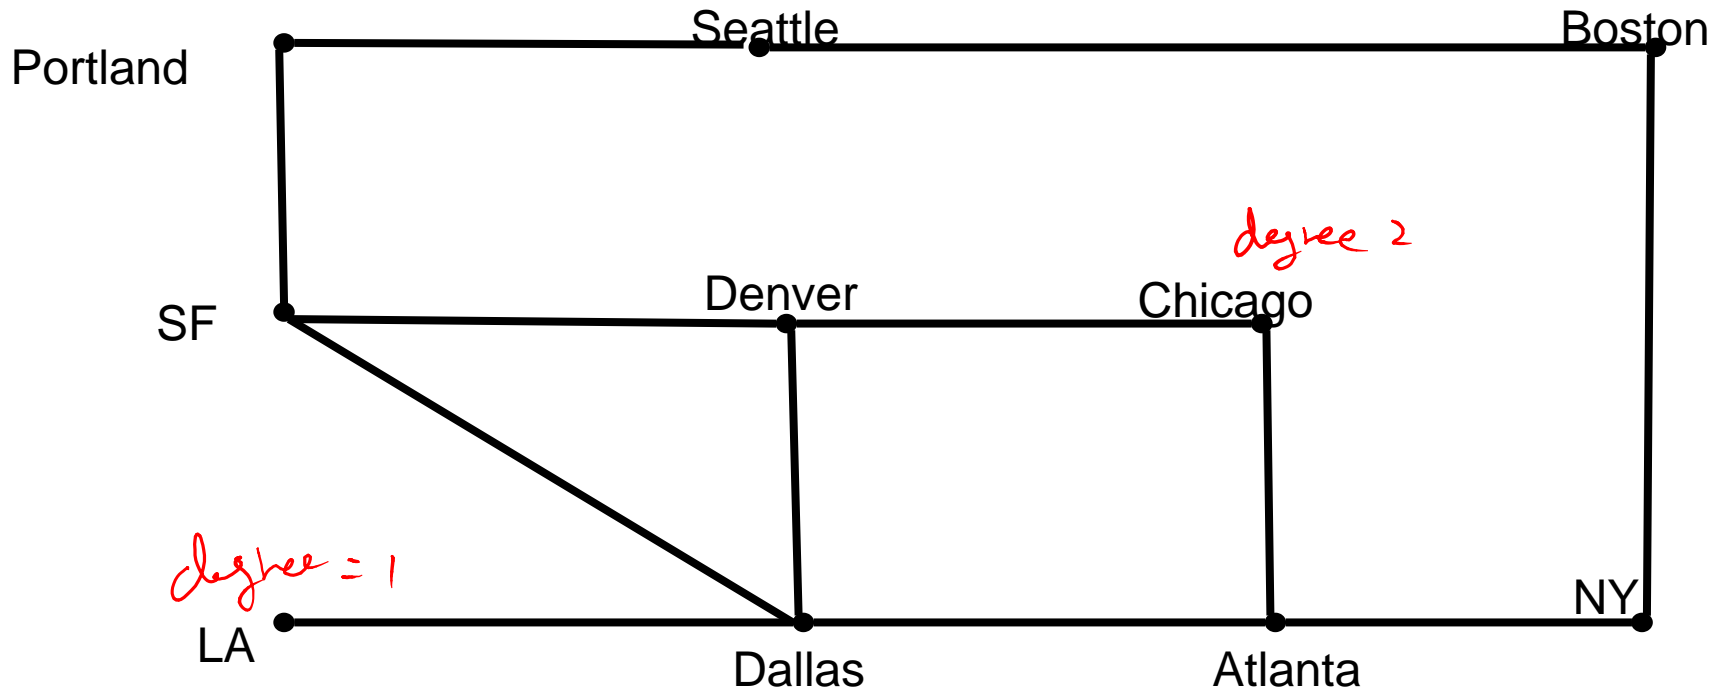 Seattle
Boston
Portland
degree 2
Denver
Chicago
SF
degree = 1
NY
LA
Dallas
Atlanta